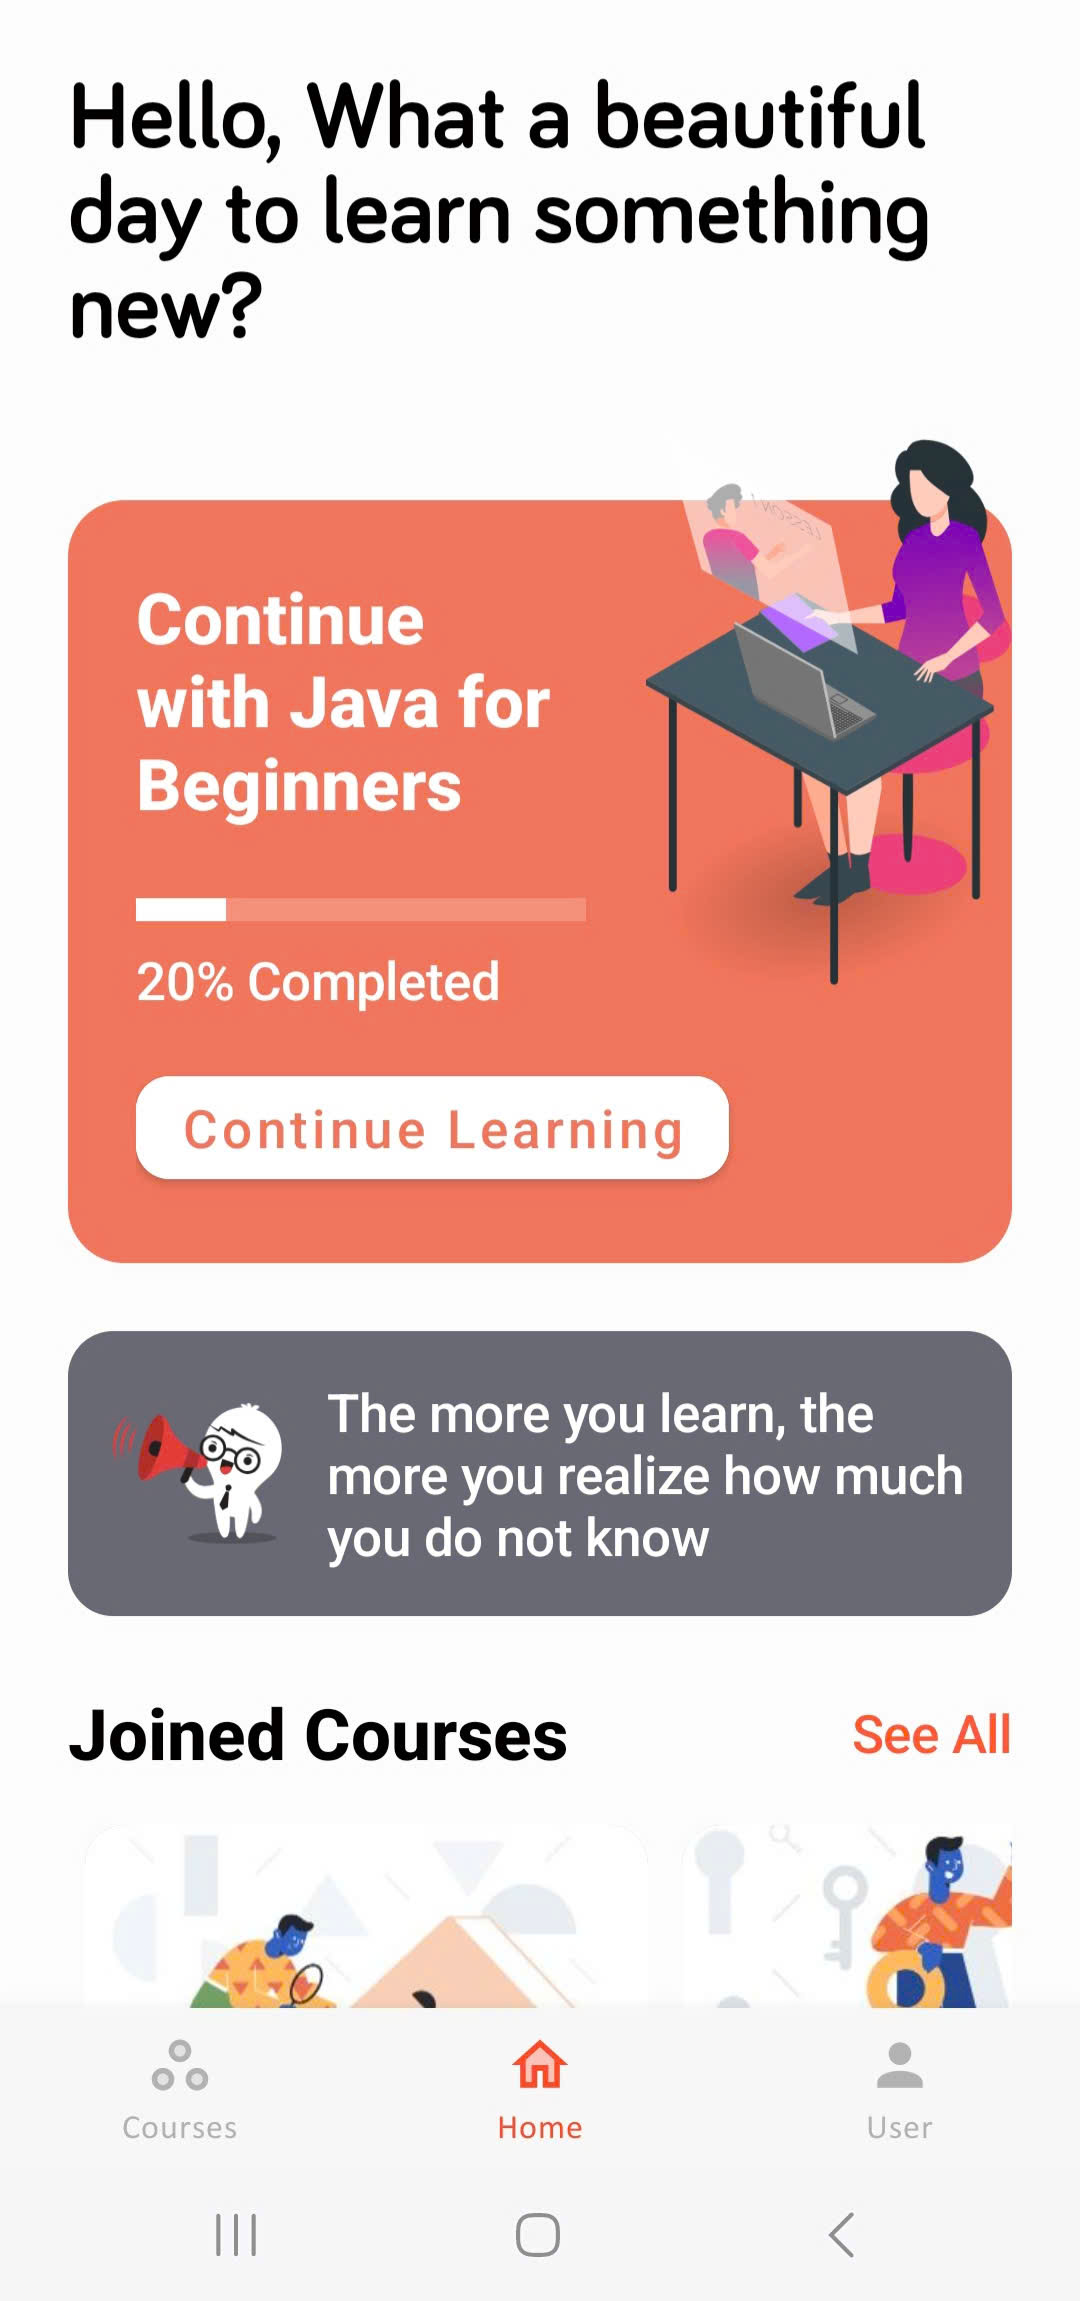 Hello, What a beautiful
day to learn something
new?
Continue
with Java for
Beginners
20% Completed
Continue Learning
The more you learn, the
more you realize how much
you do not know
Joined Courses
See All
Courses
Home
User